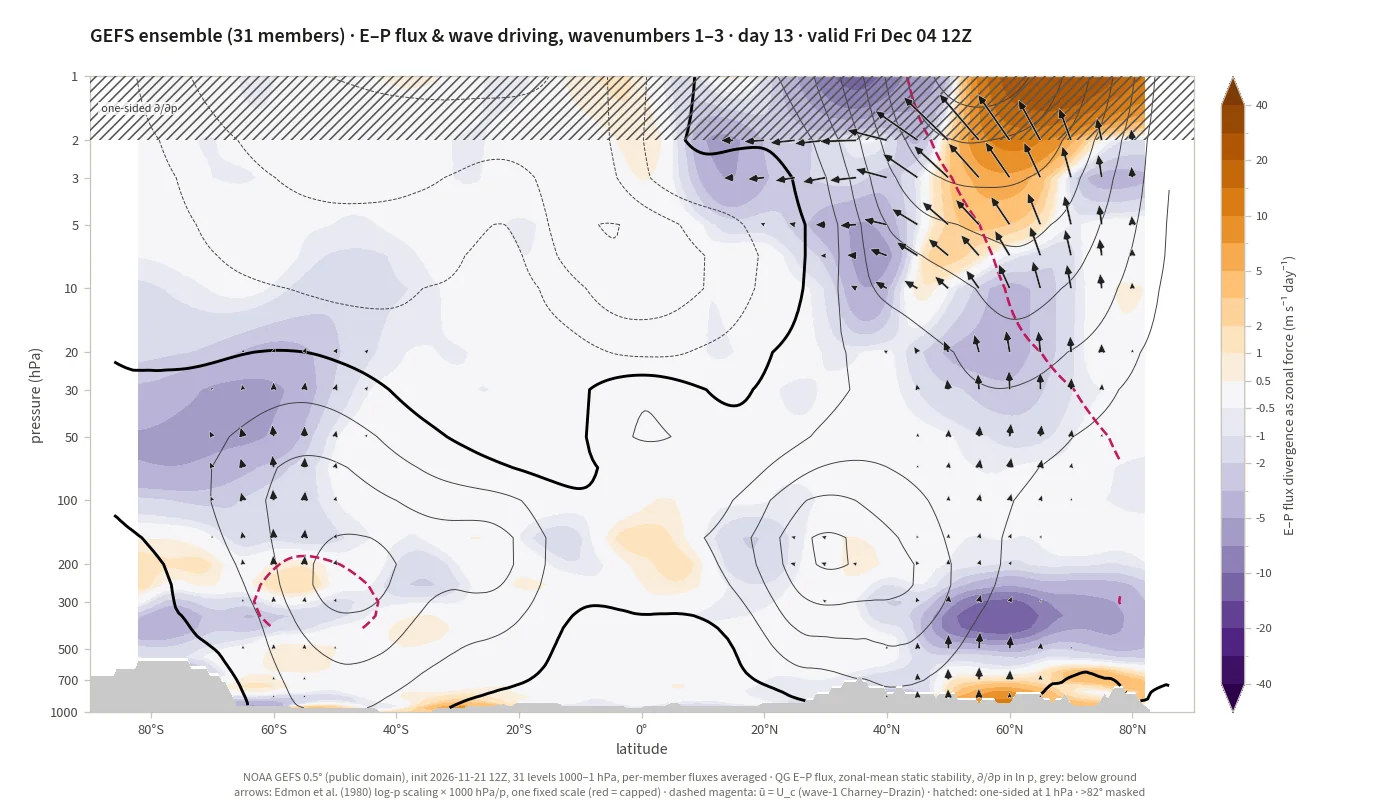 GEFS ensemble (31 members) · E–P flux & wave driving, wavenumbers 1–3 · day 13 · valid Fri Dec 04 12Z
one-sided ∂/∂p
1
2
3
5
10
20
30
50
100
200
300
500
700
1000
pressure (hPa)
80°S
60°S
40°S
20°S
0°
20°N
40°N
60°N
80°N
latitude
40
20
10
5
2
1
0.5
-0.5
-1
-2
-5
-10
-20
-40
E–P flux divergence as zonal force (m s⁻¹ day⁻¹)
NOAA GEFS 0.5° (public domain), init 2026-11-21 12Z, 31 levels 1000–1 hPa, per-member fluxes averaged · QG E–P flux, zonal-mean static stability, ∂/∂p in ln p, grey: below ground
arrows: Edmon et al. (1980) log-p scaling × 1000 hPa/p, one fixed scale (red = capped) · dashed magenta: ū = U_c (wave-1 Charney–Drazin) · hatched: one-sided at 1 hPa · >82° masked